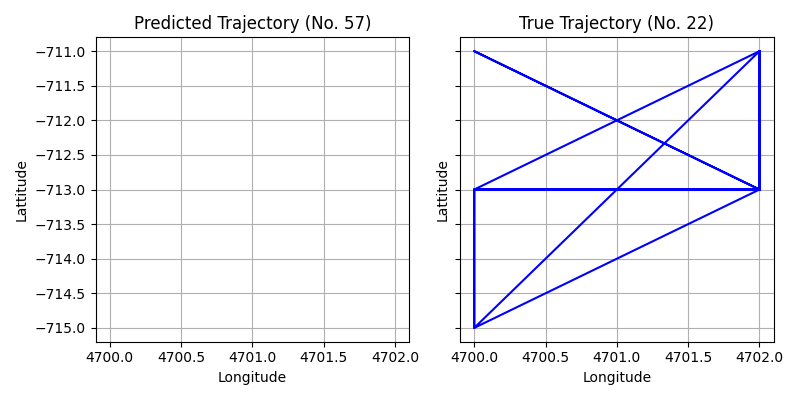 Predicted Trajectory (No. 57)
True Trajectory (No. 22)
Lattitude
−711.0
−711.5
−712.0
−712.5
−713.0
−713.5
−714.0
−714.5
−715.0
4700.0 4700.5 4701.0 4701.5 4702.0
Longitude
Lattitude
4700.0 4700.5 4701.0 4701.5 4702.0
Longitude